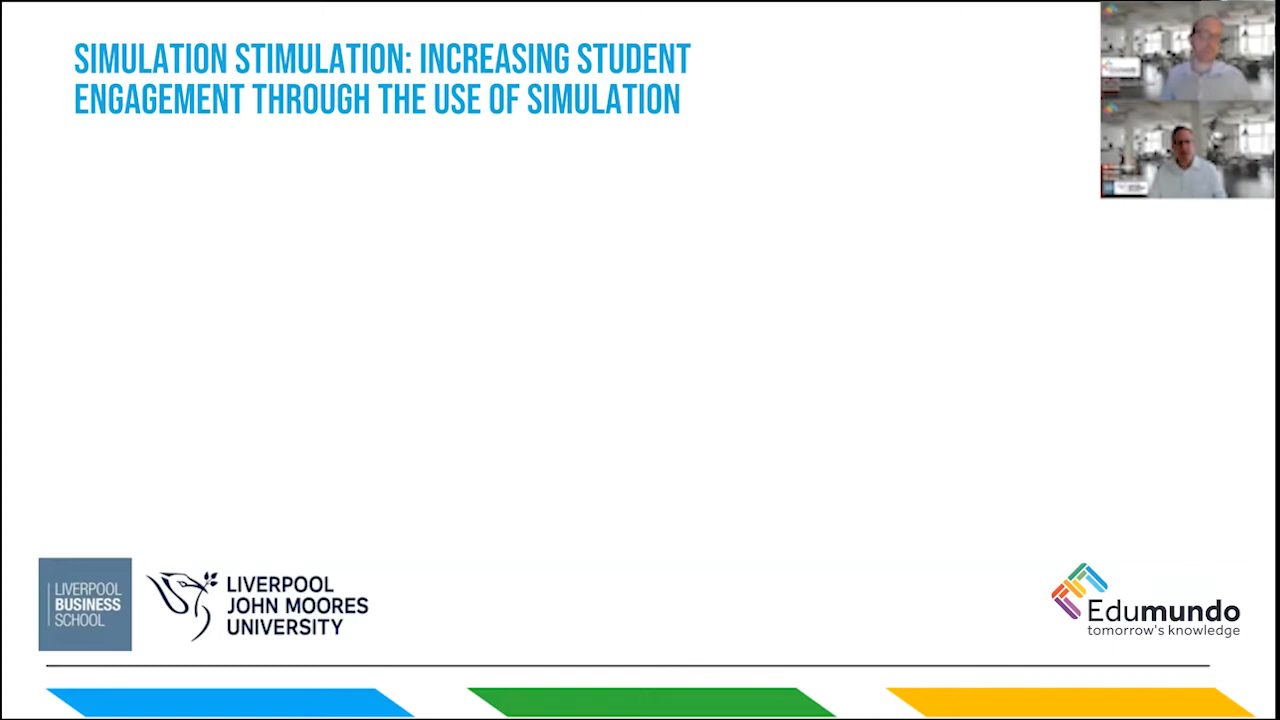 SIMULATION STIMULATION: INCREASING STUDENT
ENGAGEMENT THROUGH THE USE OF SIMULATION
LIVERPOOL
BUSINESS
SCHOOL
LIVERPOOL
JOHN MOORES
UNIVERSITY
Edumundo
tomorrow's knowledge